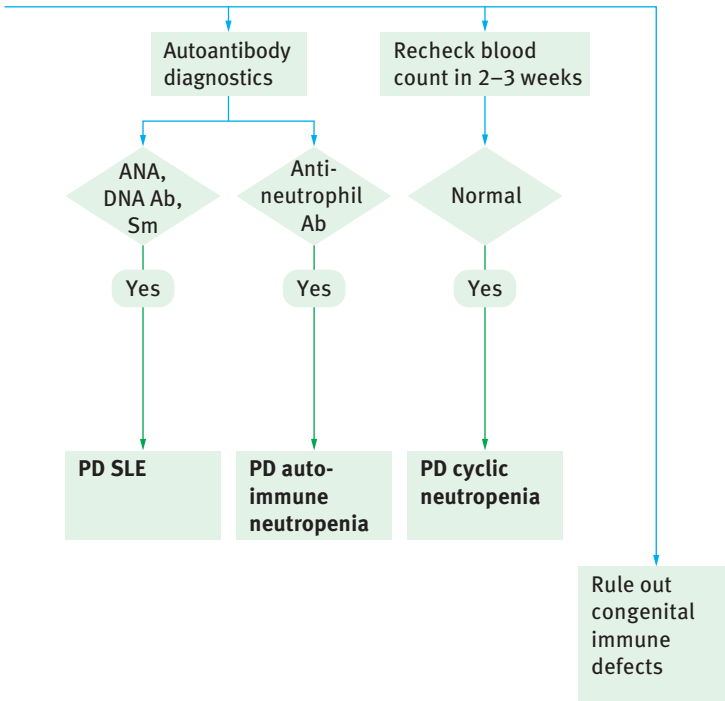 Autoantibody
diagnostics
Recheck blood
count in 2–3 weeks
ANA,
DNA Ab,
Sm
Anti-
neutrophil
Ab
Normal
Yes
Yes
Yes
PD SLE
PD auto-
immune
neutropenia
PD cyclic
neutropenia
Rule out
congenital
immune
defects